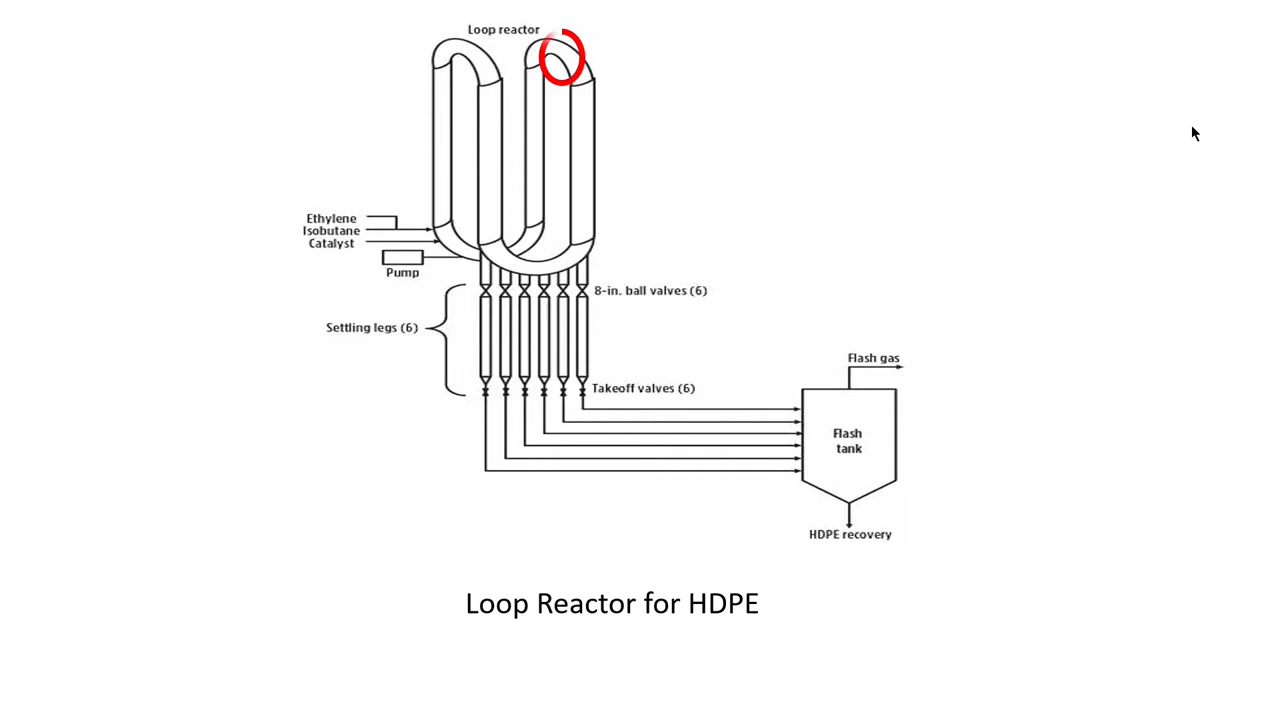 Loop reactor
Ethylene
Isobutane
Catalyst
Pump
8-in. ball valves (6)
Settling legs (6)
Takeoff valves (6)
Flash gas
Flash
tank
HDPE recovery
Loop Reactor for HDPE